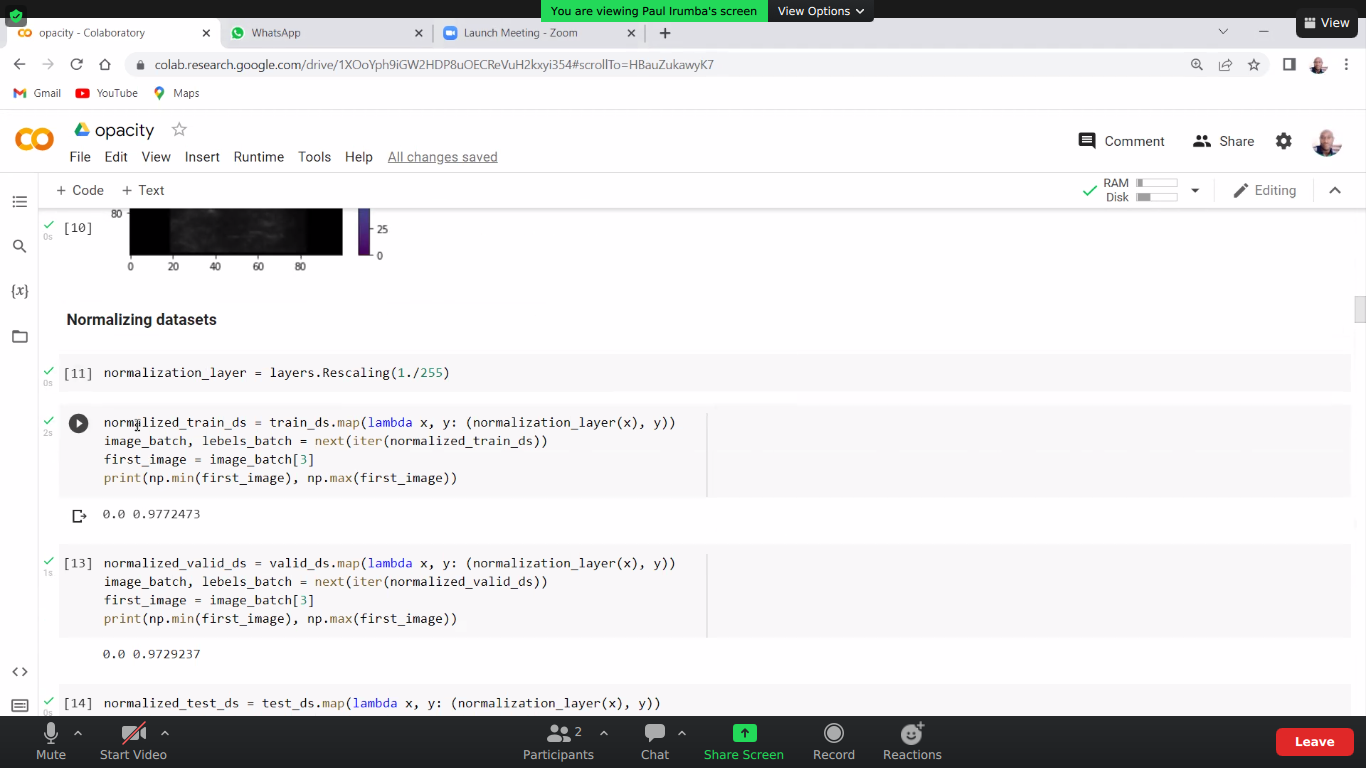 You are viewing Paul Irumba's screen
View Options
View
opacity - Colaboratory
WhatsApp
Launch Meeting - Zoom
colab.research.google.com/drive/1XOoYph9iGW2HDP8uOECReVuH2kxyi354#scrollTo=HBauZukawyK7
Gmail
YouTube
Maps
opacity
File Edit View Insert Runtime Tools Help All changes saved
Comment
Share
+ Code + Text
RAM
Disk
Editing
80
[10]
0s
25
0
0 20 40 60 80
{x}
Normalizing datasets
[11] normalization_layer = layers.Rescaling(1./255)
0s
normalized_train_ds = train_ds.map(lambda x, y: (normalization_layer(x), y))
2s
image_batch, lebels_batch = next(iter(normalized_train_ds))
first_image = image_batch[3]
print(np.min(first_image), np.max(first_image))
0.0 0.9772473
[13] normalized_valid_ds = valid_ds.map(lambda x, y: (normalization_layer(x), y))
1s
image_batch, lebels_batch = next(iter(normalized_valid_ds))
first_image = image_batch[3]
print(np.min(first_image), np.max(first_image))
0.0 0.9729237
[14] normalized_test_ds = test_ds.map(lambda x, y: (normalization_layer(x), y))
0s
Mute
Start Video
Participants
2
Chat
Share Screen
Record
Reactions
Leave